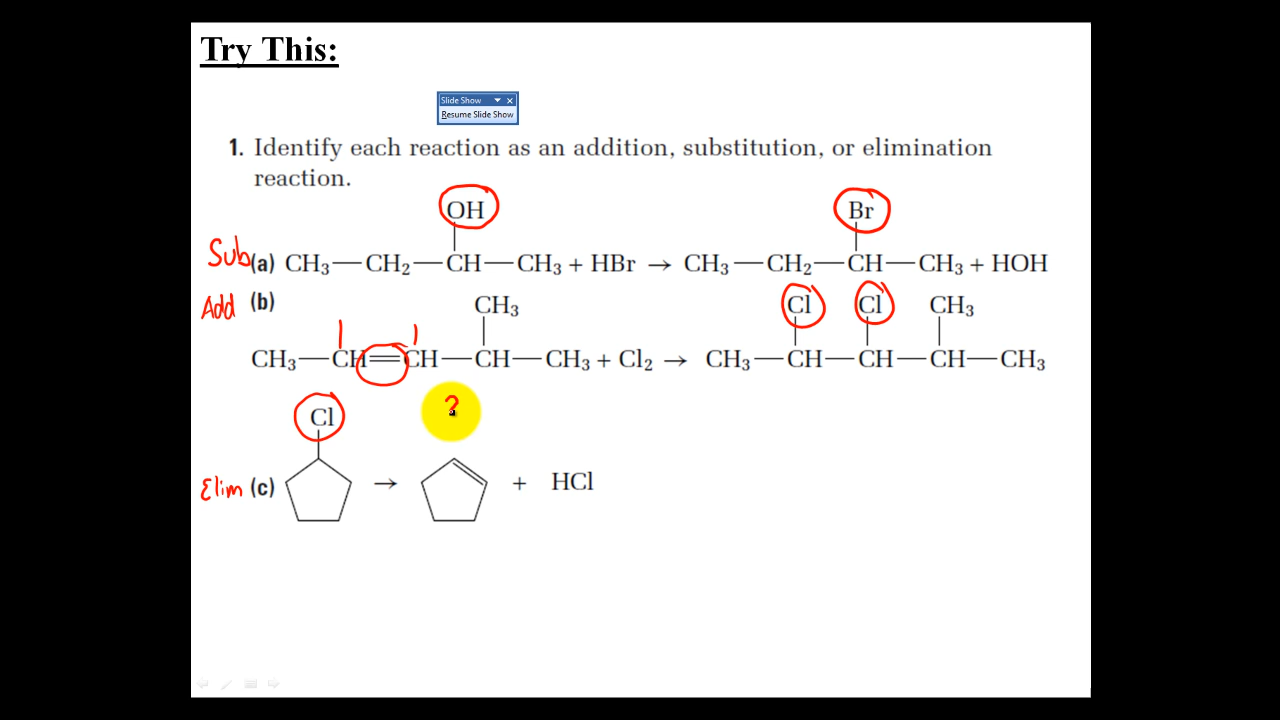 Try This:
Slide Show
Resume Slide Show
1. Identify each reaction as an addition, substitution, or elimination
reaction.
OH Br
Sub (a) CH₃—CH₂—CH—CH₃ + HBr → CH₃—CH₂—CH—CH₃ + HOH
Add (b) CH₃ Cl Cl CH₃
CH₃—CH=CH—CH—CH₃ + Cl₂ → CH₃—CH—CH—CH—CH₃
Cl ?
Elim (c) → + HCl